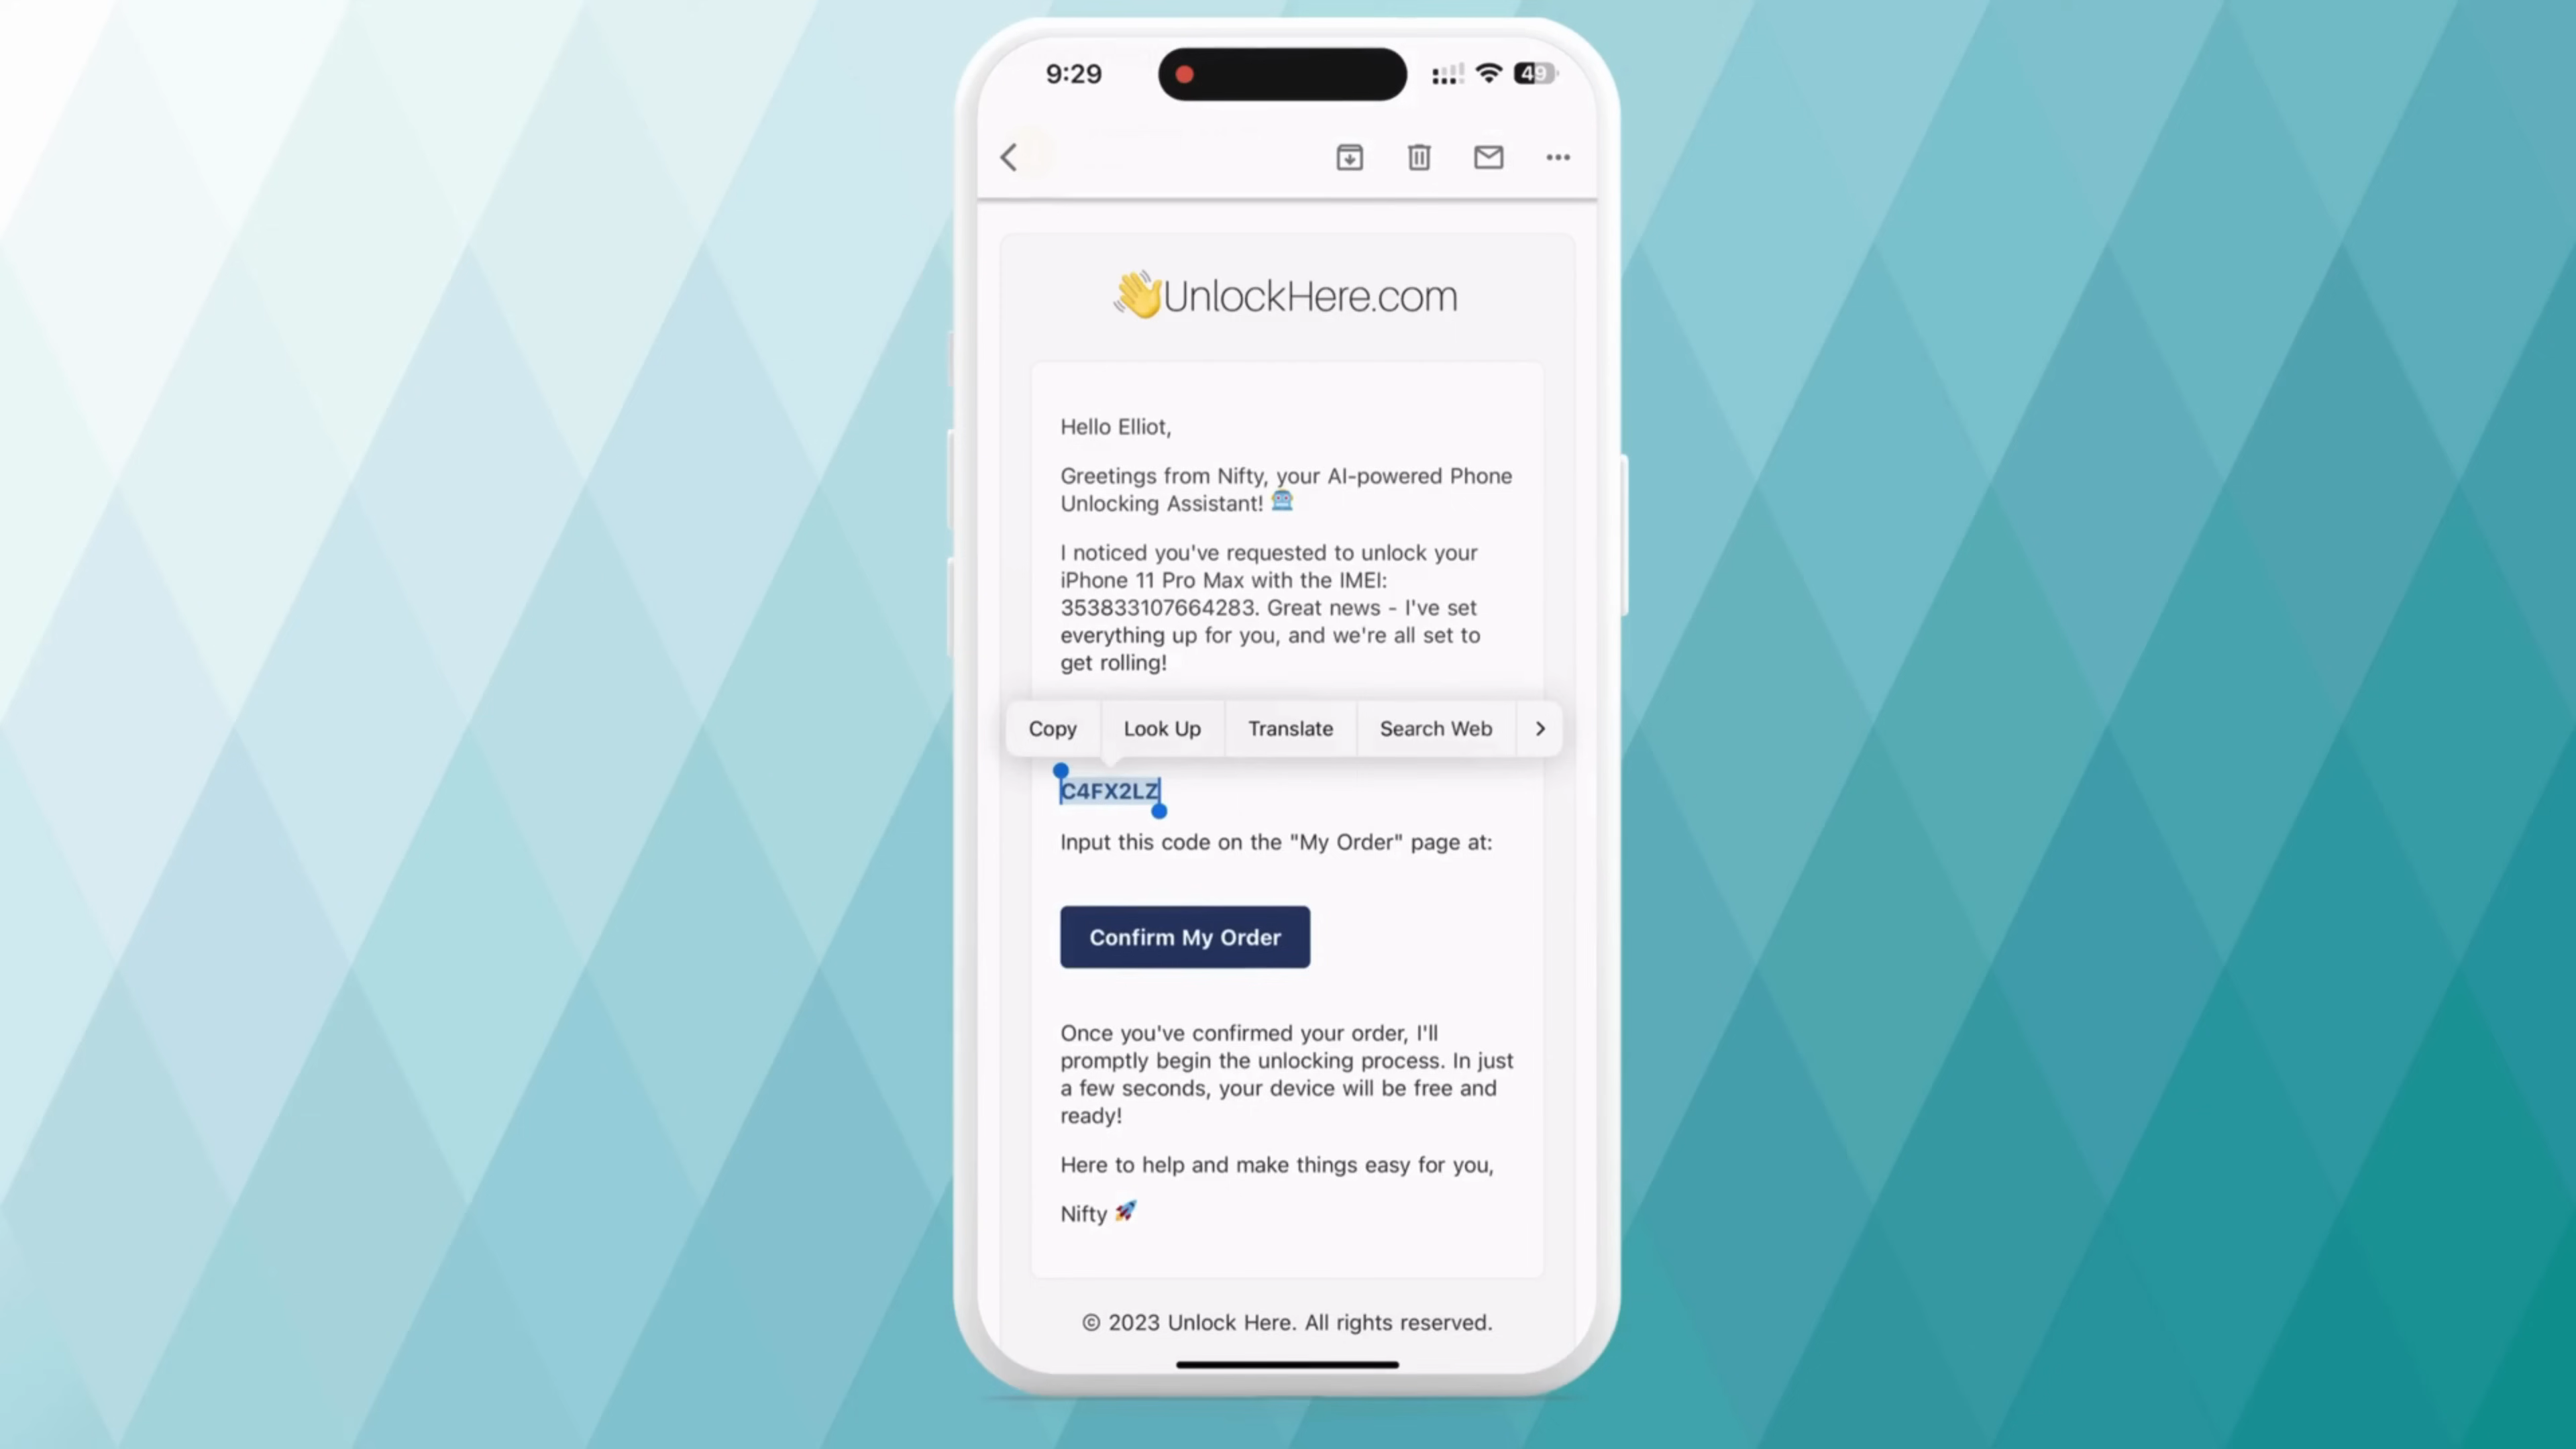 9:29
49
UnlockHere.com
Hello Elliot,
Greetings from Nifty, your AI-powered Phone
Unlocking Assistant!
I noticed you've requested to unlock your
iPhone 11 Pro Max with the IMEI:
353833107664283. Great news - I've set
everything up for you, and we're all set to
get rolling!
Copy Look Up Translate Search Web
C4FX2LZ
Input this code on the "My Order" page at:
Confirm My Order
Once you've confirmed your order, I'll
promptly begin the unlocking process. In just
a few seconds, your device will be free and
ready!
Here to help and make things easy for you,
Nifty
© 2023 Unlock Here. All rights reserved.